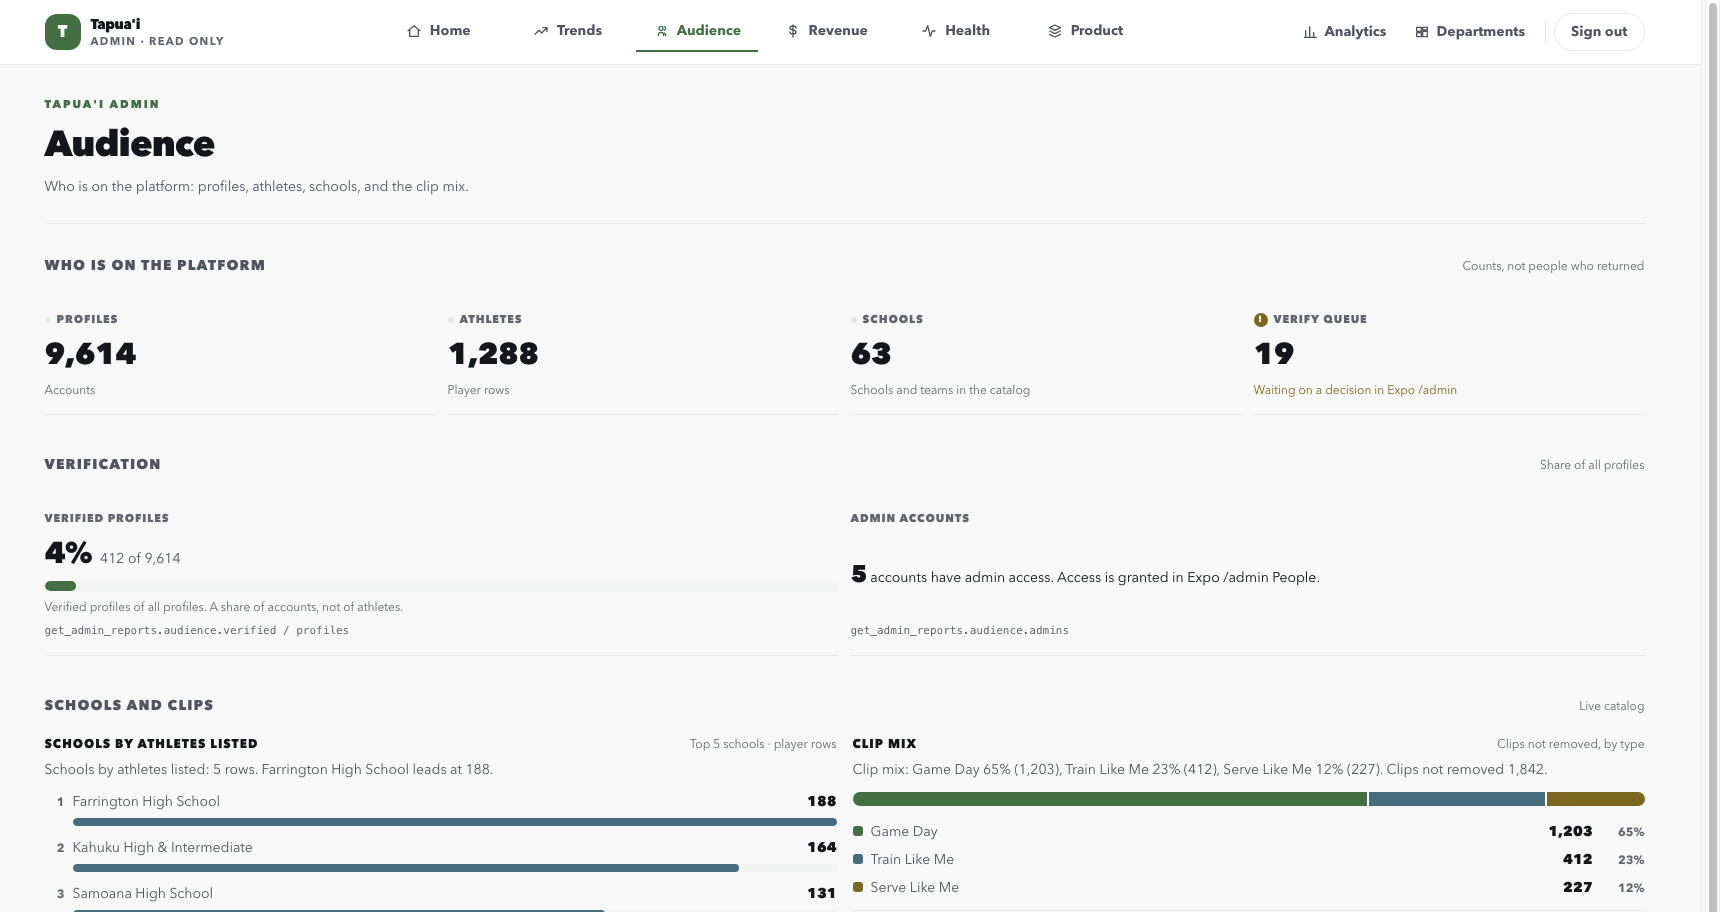 T
Tapua'i
ADMIN · READ ONLY
Home
Trends
Audience
Revenue
Health
Product
Analytics
Departments
Sign out
TAPUA'I ADMIN
Audience
Who is on the platform: profiles, athletes, schools, and the clip mix.
WHO IS ON THE PLATFORM
Counts, not people who returned
PROFILES
9,614
Accounts
ATHLETES
1,288
Player rows
SCHOOLS
63
Schools and teams in the catalog
! VERIFY QUEUE
19
Waiting on a decision in Expo /admin
VERIFICATION
Share of all profiles
VERIFIED PROFILES
4% 412 of 9,614
Verified profiles of all profiles. A share of accounts, not of athletes.
get_admin_reports.audience.verified / profiles
ADMIN ACCOUNTS
5 accounts have admin access. Access is granted in Expo /admin People.
get_admin_reports.audience.admins
SCHOOLS AND CLIPS
Live catalog
SCHOOLS BY ATHLETES LISTED
Top 5 schools · player rows
Schools by athletes listed: 5 rows. Farrington High School leads at 188.
1 Farrington High School 188
2 Kahuku High & Intermediate 164
3 Samoana High School 131
CLIP MIX
Clips not removed, by type
Clip mix: Game Day 65% (1,203), Train Like Me 23% (412), Serve Like Me 12% (227). Clips not removed 1,842.
Game Day 1,203 65%
Train Like Me 412 23%
Serve Like Me 227 12%